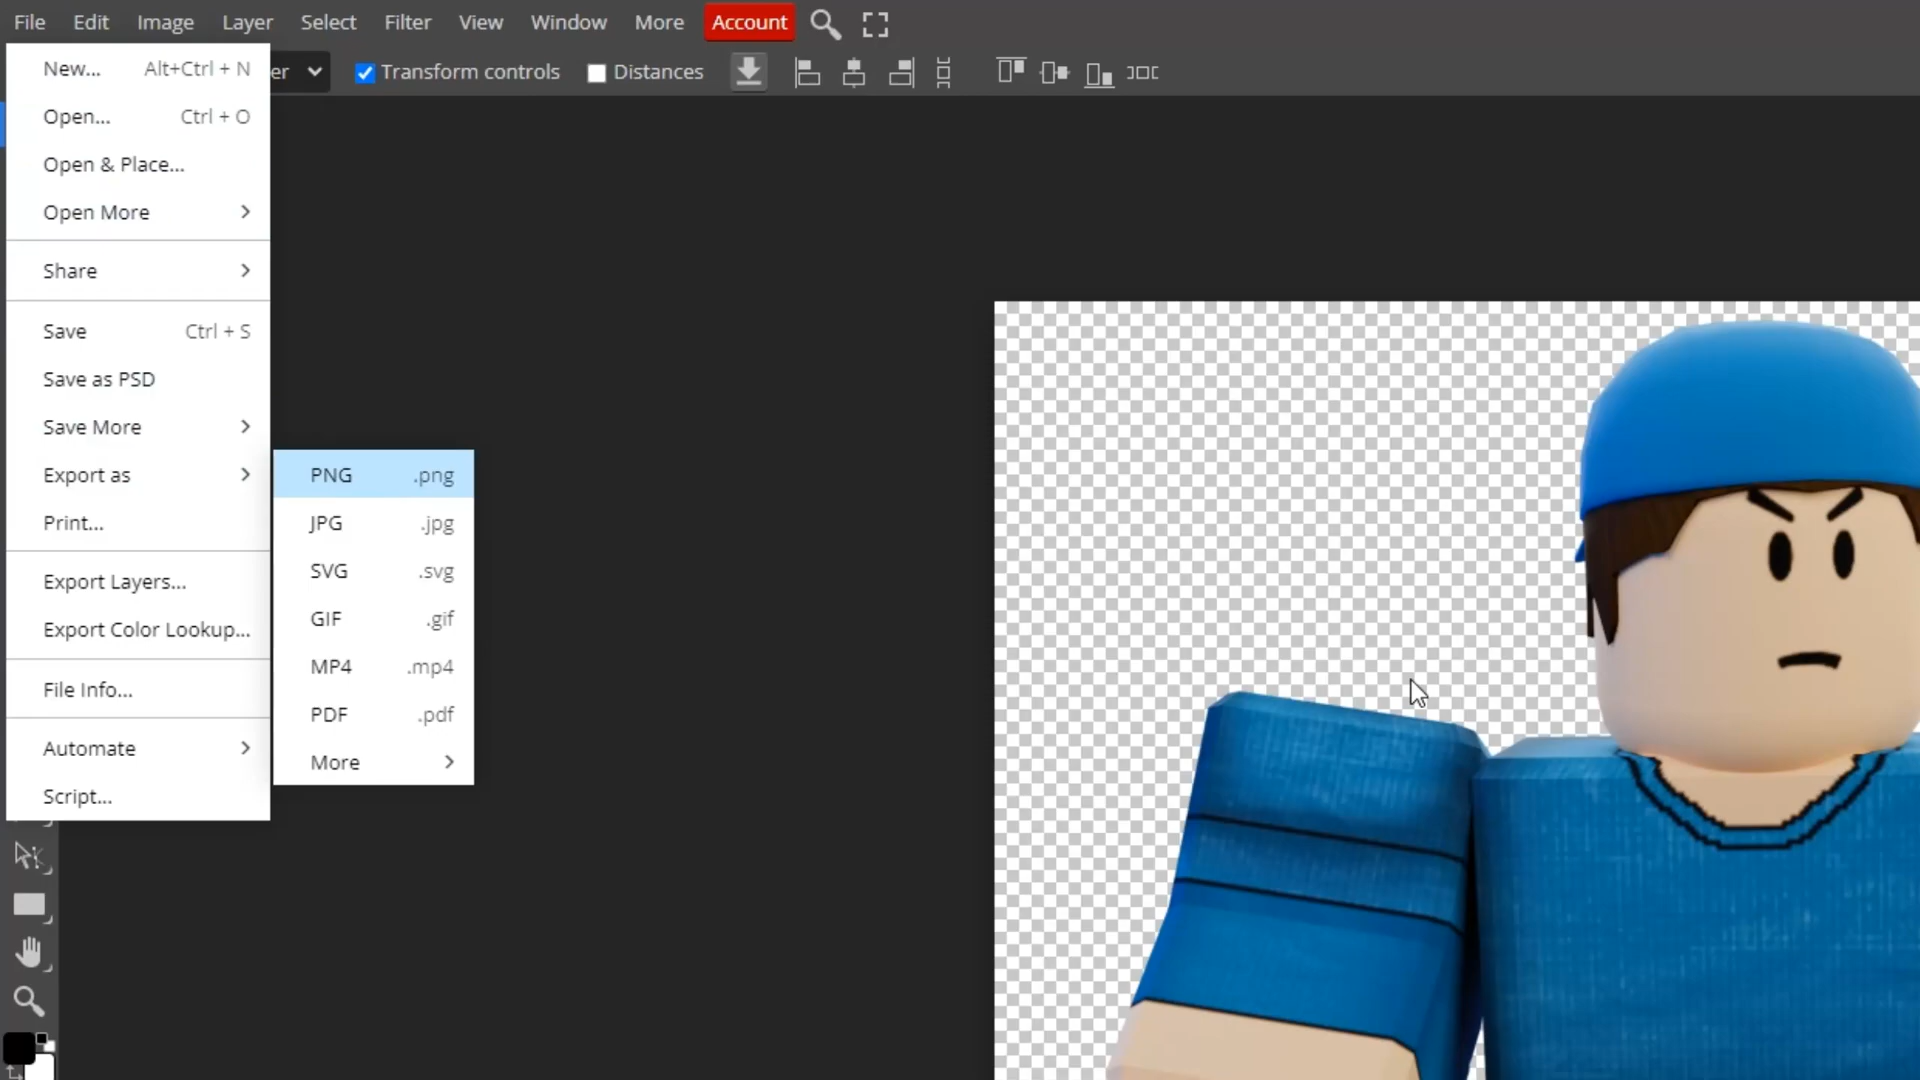 File Edit Image Layer Select Filter View Window More Account
er Transform controls Distances
New... Alt+Ctrl + N
Open... Ctrl + O
Open & Place...
Open More
Share
Save Ctrl + S
Save as PSD
Save More
Export as
Print...
Export Layers...
Export Color Lookup...
File Info...
Automate
Script...
PNG .png
JPG .jpg
SVG .svg
GIF .gif
MP4 .mp4
PDF .pdf
More